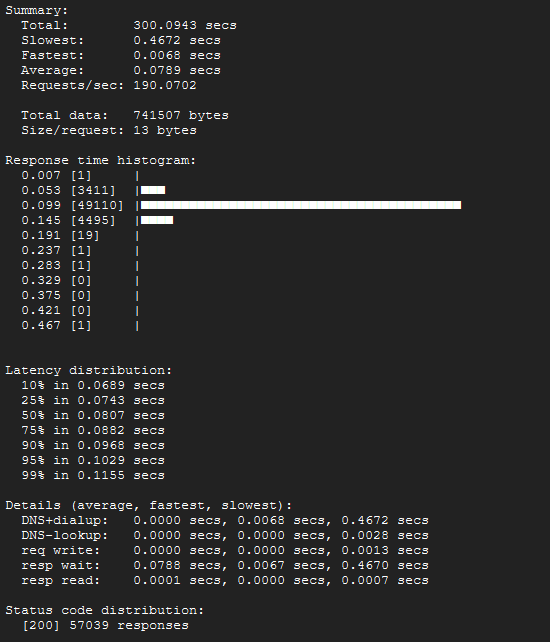 Summary:
  Total:        300.0943 secs
  Slowest:      0.4672 secs
  Fastest:      0.0068 secs
  Average:      0.0789 secs
  Requests/sec: 190.0702

  Total data:   741507 bytes
  Size/request: 13 bytes

Response time histogram:
  0.007 [1]     |
  0.053 [3411]  |■■■
  0.099 [49110] |■■■■■■■■■■■■■■■■■■■■■■■■■■■■■■■■■■■■■■■■
  0.145 [4495]  |■■■■
  0.191 [19]    |
  0.237 [1]     |
  0.283 [1]     |
  0.329 [0]     |
  0.375 [0]     |
  0.421 [0]     |
  0.467 [1]     |

Latency distribution:
  10% in 0.0689 secs
  25% in 0.0743 secs
  50% in 0.0807 secs
  75% in 0.0882 secs
  90% in 0.0968 secs
  95% in 0.1029 secs
  99% in 0.1155 secs

Details (average, fastest, slowest):
  DNS+dialup:   0.0000 secs, 0.0068 secs, 0.4672 secs
  DNS-lookup:   0.0000 secs, 0.0000 secs, 0.0028 secs
  req write:    0.0000 secs, 0.0000 secs, 0.0013 secs
  resp wait:    0.0788 secs, 0.0067 secs, 0.4670 secs
  resp read:    0.0001 secs, 0.0000 secs, 0.0007 secs

Status code distribution:
  [200] 57039 responses